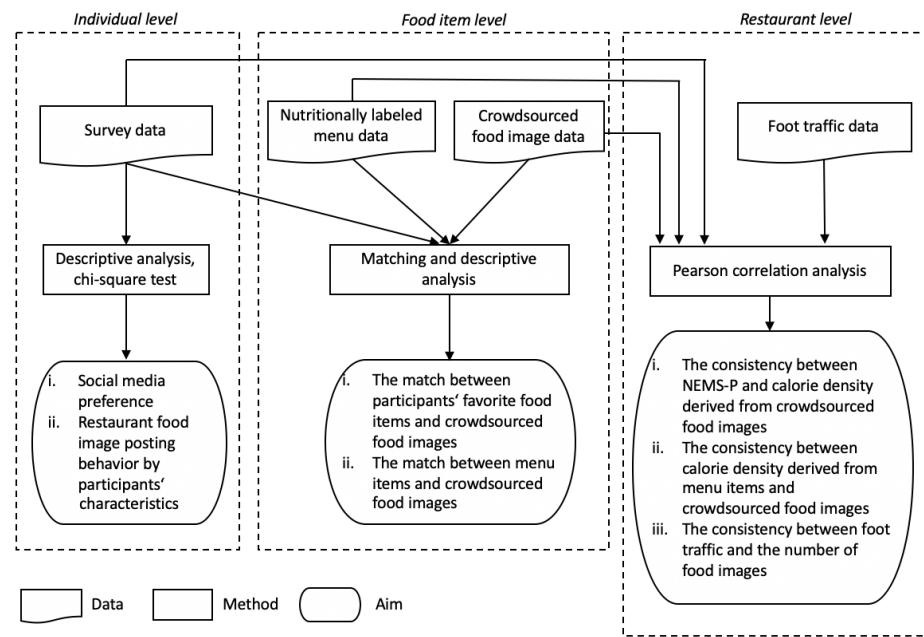 Individual level
Food item level
Restaurant level
Survey data
Nutritionally labeled
menu data
Crowdsourced
food image data
Foot traffic data
Descriptive analysis,
chi-square test
Matching and descriptive
analysis
Pearson correlation analysis
i. Social media
preference
ii. Restaurant food
image posting
behavior by
participants‘
characteristics
i. The match between
participants‘ favorite food
items and crowdsourced
food images
ii. The match between menu
items and crowdsourced
food images
i. The consistency between
NEMS-P and calorie density
derived from crowdsourced
food images
ii. The consistency between
calorie density derived from
menu items and
crowdsourced food images
iii. The consistency between foot
traffic and the number of
food images
Data
Method
Aim